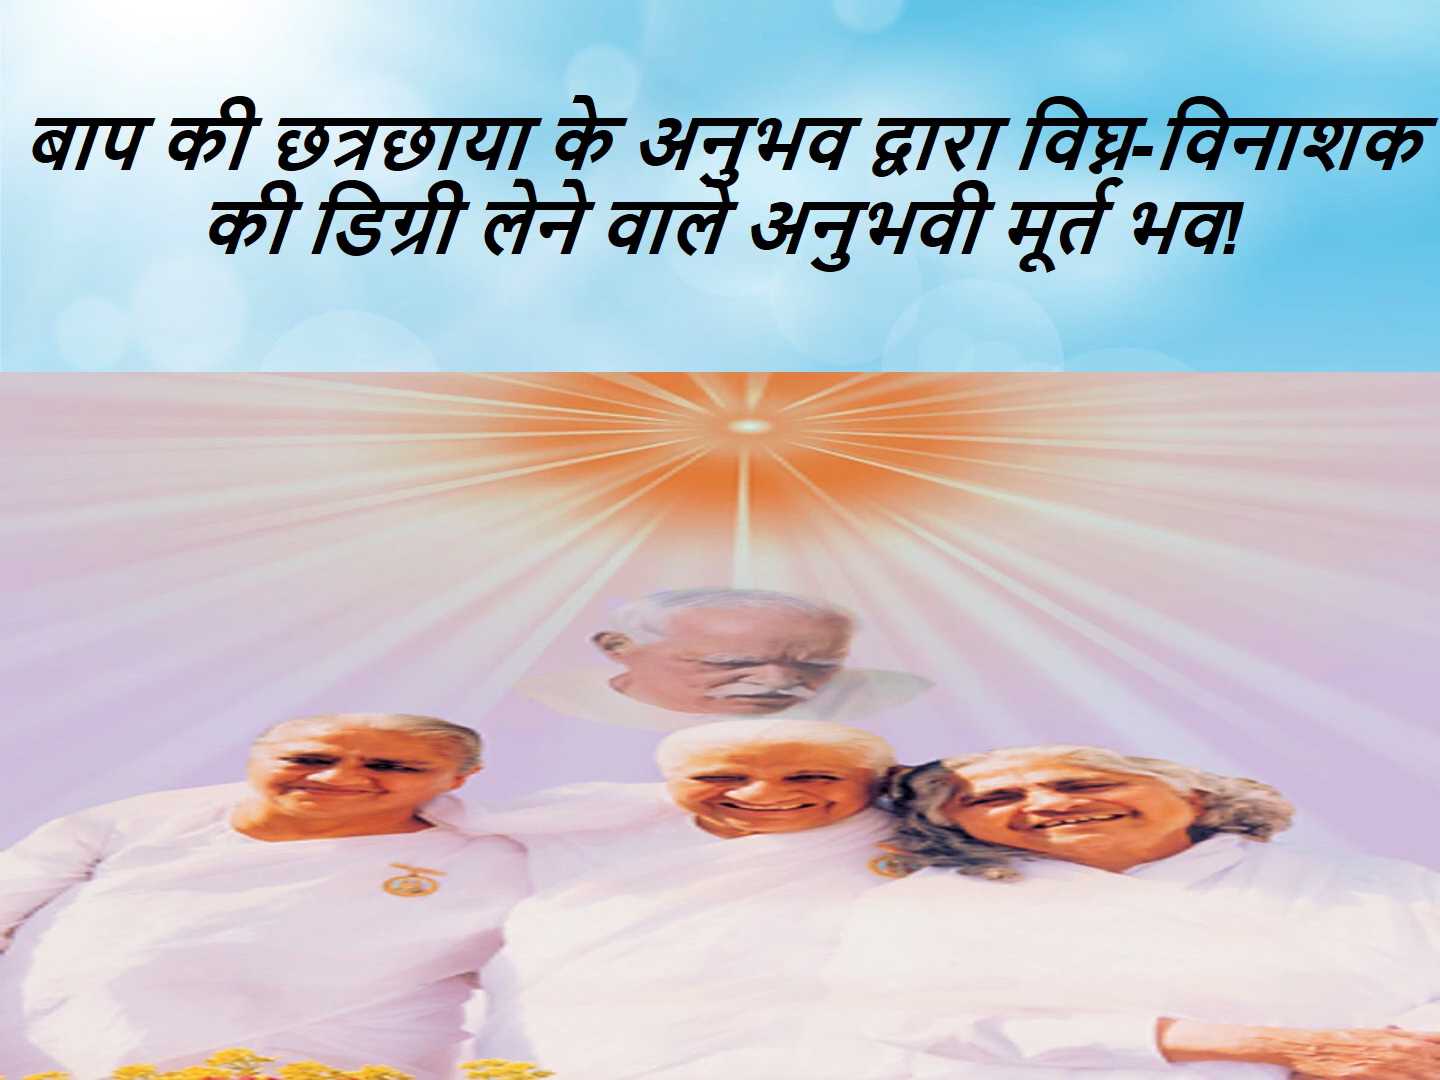 बाप की छत्रछाया के अनुभव द्वारा विघ्न-विनाशक
की डिग्री लेने वाले अनुभवी मूर्त भव!